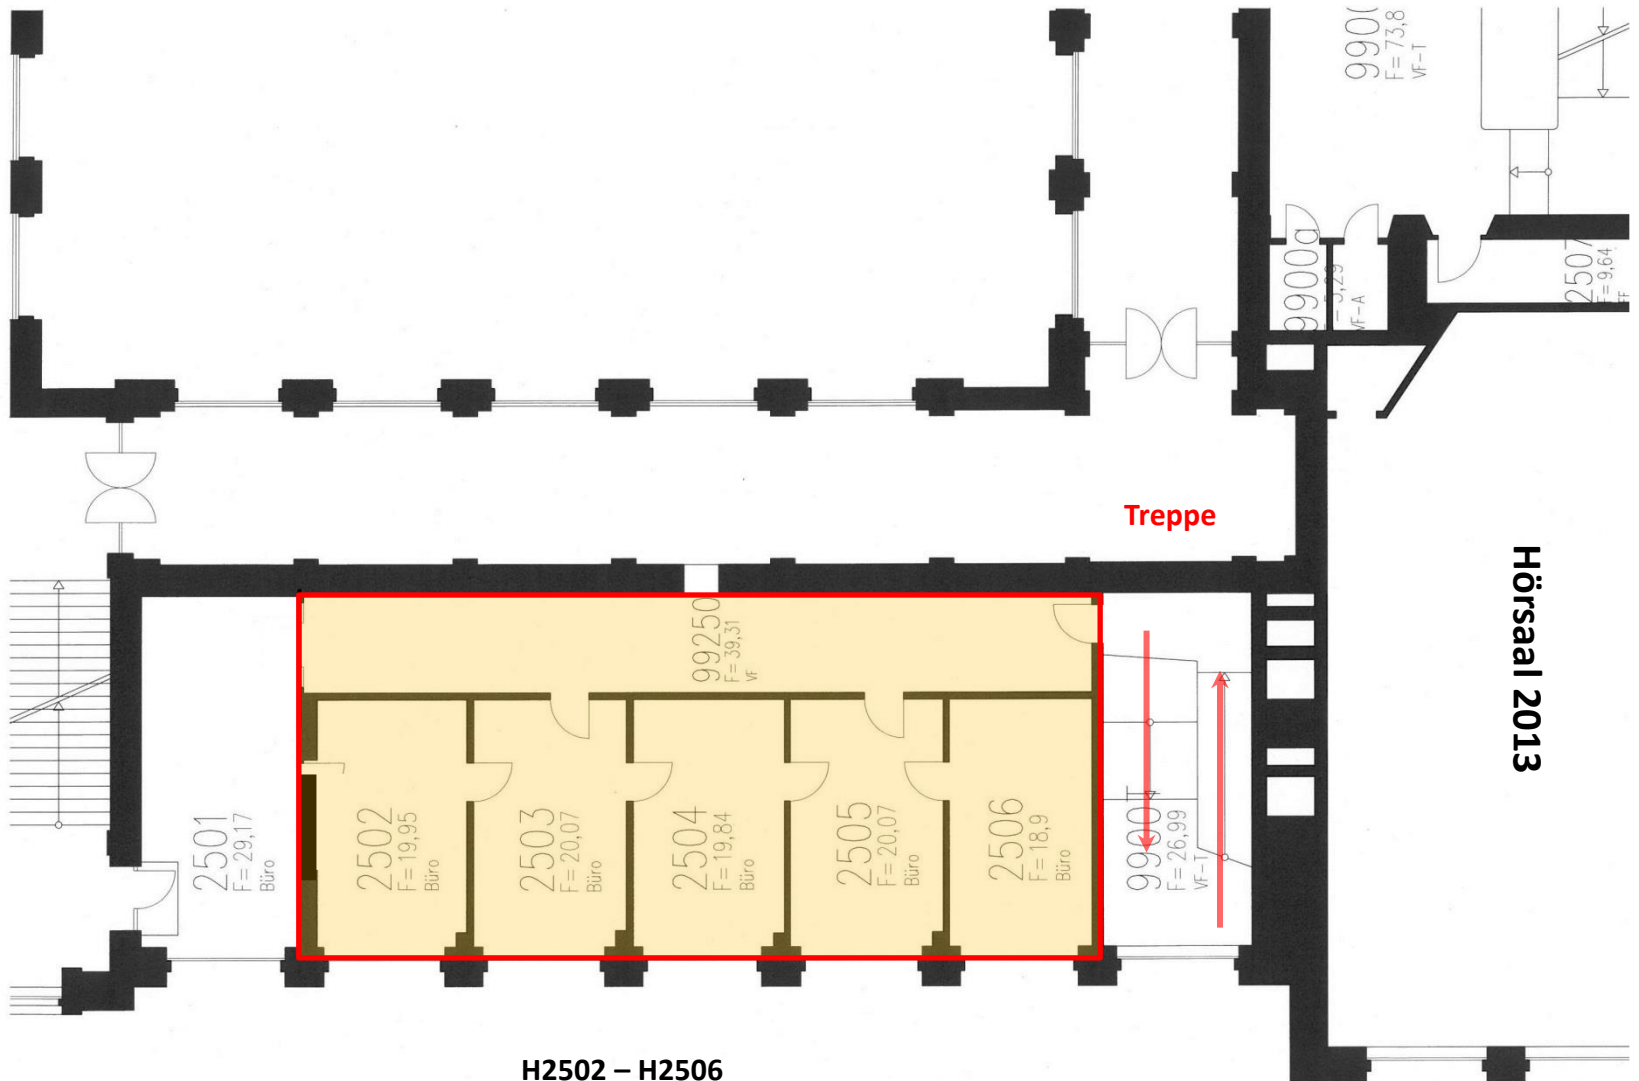 F=73,8
VF-T
9900a
VF-A
2507
F=9,64
Treppe
Hörsaal 2013
99250
F=39,31
VF
2501
F=29,17
Büro
2502
F=19,95
Büro
2503
F=20,07
Büro
2504
F=19,84
Büro
2505
F=20,07
Büro
2506
F=18,9
Büro
9900T
F=26,99
VF-T
H2502 – H2506